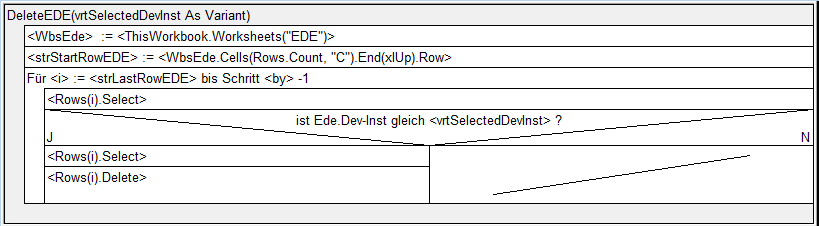 DeleteEDE(vrtSelectedDevInst As Variant)
<WbsEde> := <ThisWorkbook.Worksheets("EDE")>
<strStartRowEDE> := <WbsEde.Cells(Rows.Count, "C").End(xlUp).Row>
Für <i> := <strLastRowEDE> bis Schritt <by> -1
<Rows(i).Select>
ist Ede.Dev-Inst gleich <vrtSelectedDevInst> ?
J N
<Rows(i).Select>
<Rows(i).Delete>